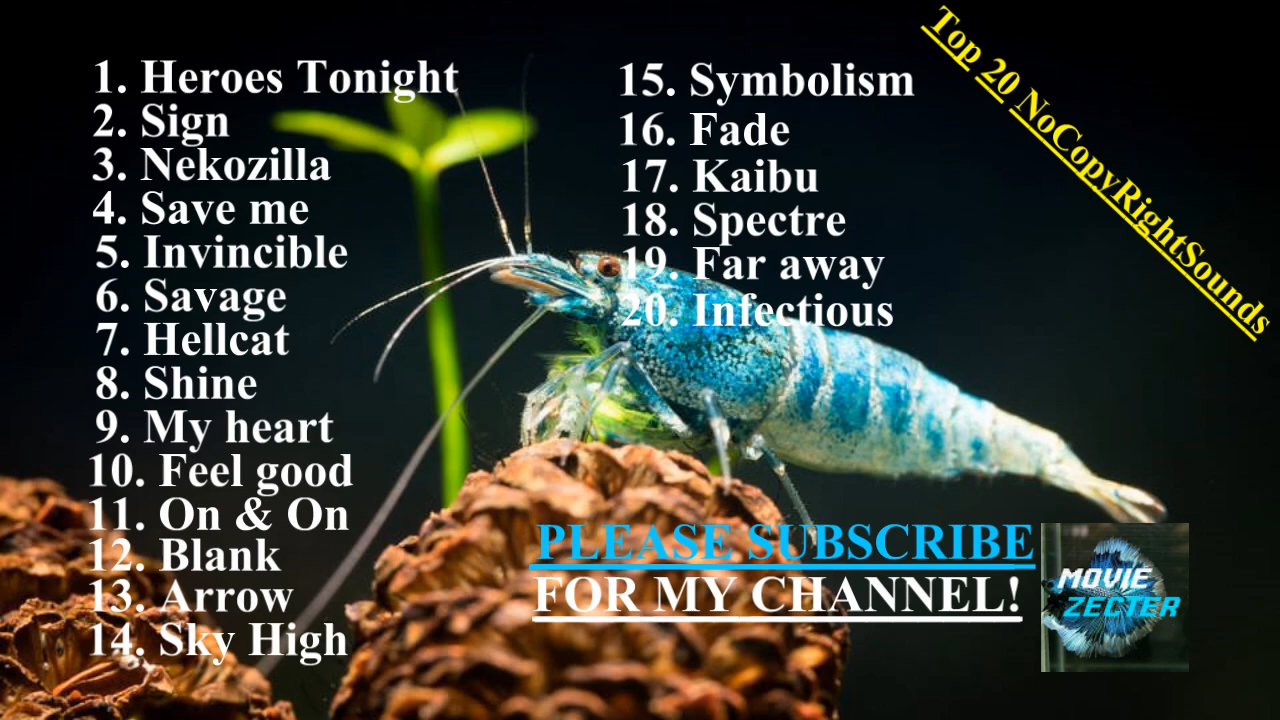 1. Heroes Tonight
2. Sign
3. Nekozilla
4. Save me
5. Invincible
6. Savage
7. Hellcat
8. Shine
9. My heart
10. Feel good
11. On & On
12. Blank
13. Arrow
14. Sky High
15. Symbolism
16. Fade
17. Kaibu
18. Spectre
19. Far away
20. Infectious
Top 20 NoCopyRightSounds
PLEASE SUBSCRIBE
FOR MY CHANNEL!
MOVIE
ZECTER